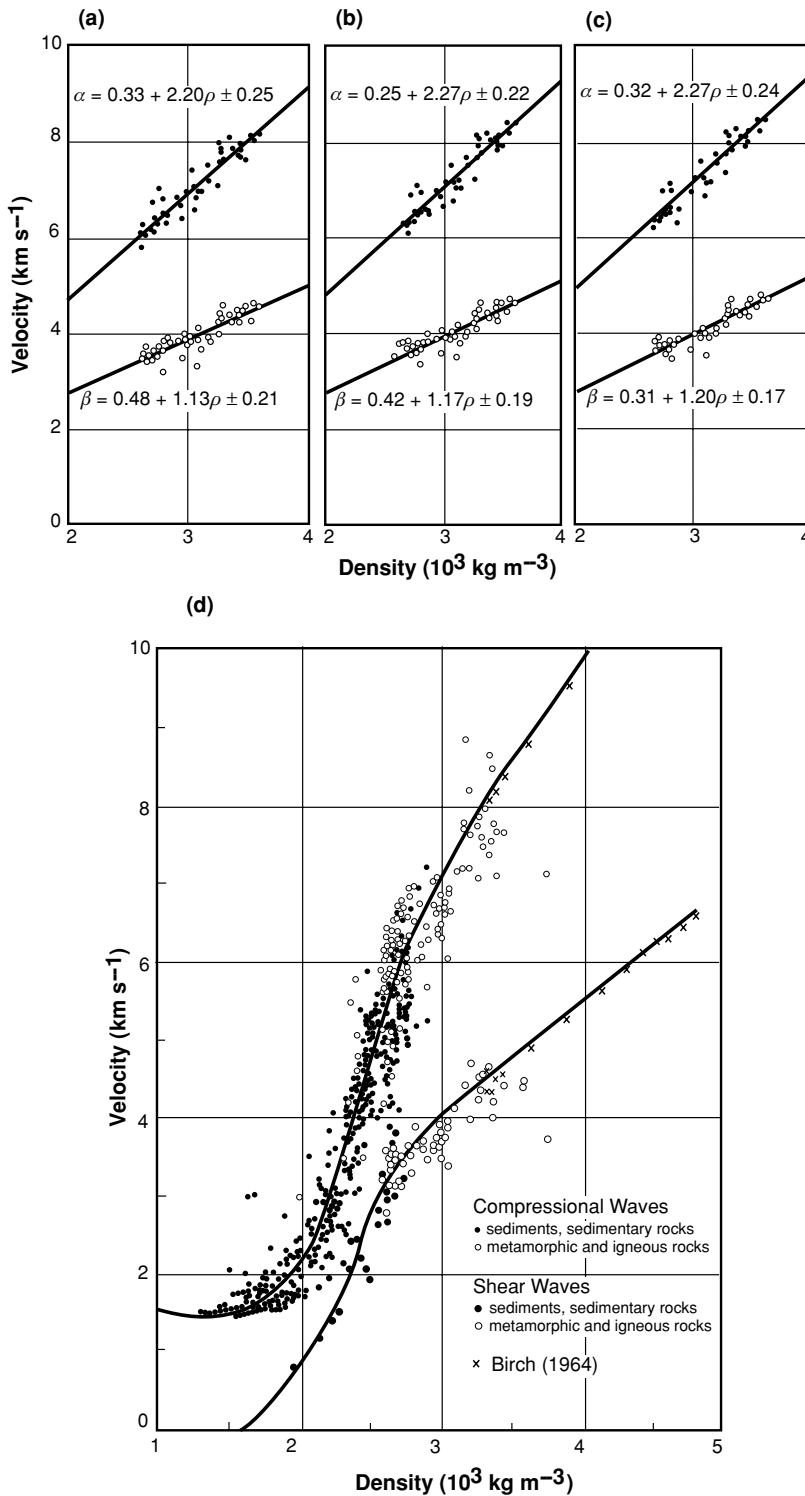 (a)
(b)
(c)
10
8
6
4
2
0
Velocity (km s−1)
α = 0.33 + 2.20ρ ± 0.25
α = 0.25 + 2.27ρ ± 0.22
α = 0.32 + 2.27ρ ± 0.24
β = 0.48 + 1.13ρ ± 0.21
β = 0.42 + 1.17ρ ± 0.19
β = 0.31 + 1.20ρ ± 0.17
2 3 4
2 3 4
2 3 4
Density (10³ kg m−3)
(d)
10
8
6
4
2
0
Velocity (km s−1)
Compressional Waves
sediments, sedimentary rocks
metamorphic and igneous rocks
Shear Waves
sediments, sedimentary rocks
metamorphic and igneous rocks
x Birch (1964)
1 2 3 4 5
Density (10³ kg m−3)